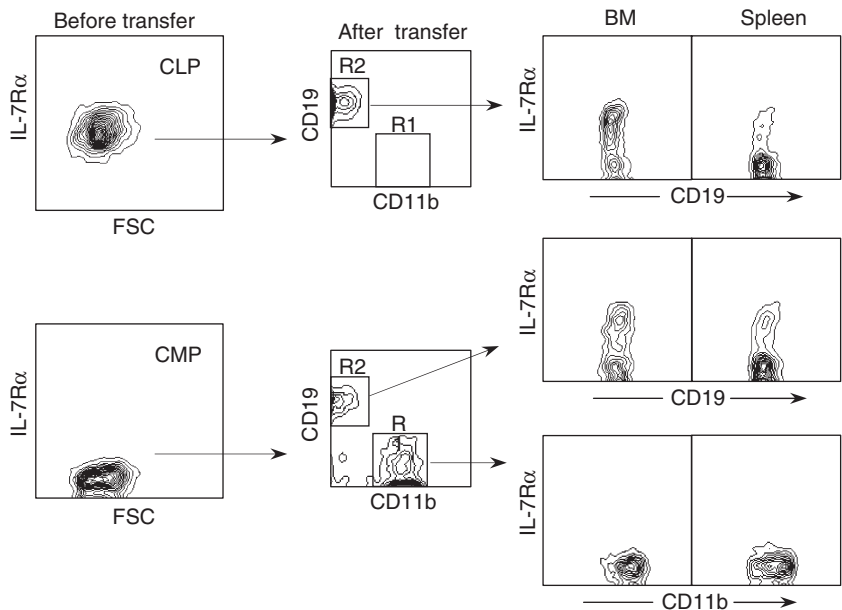 Before transfer
After transfer
BM
Spleen
IL-7Rα
CLP
FSC
CD19
R2
R1
CD11b
IL-7Rα
CD19
IL-7Rα
CMP
FSC
CD19
R2
R
CD11b
IL-7Rα
CD19
IL-7Rα
CD11b